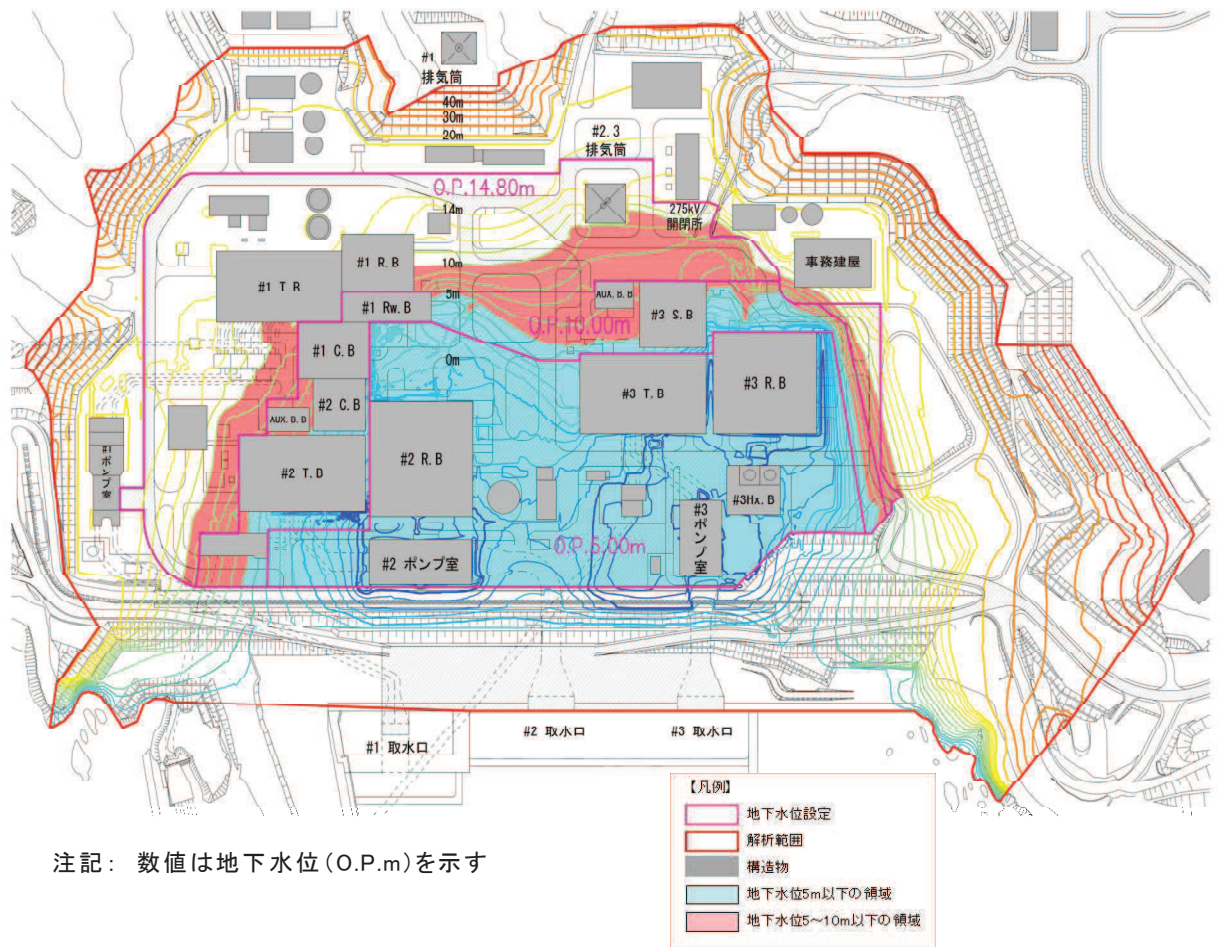 #1
排気筒
40m
30m
20m
#2.3
排気筒
O.P.14.80m
14m
275kV
開閉所
#1 R.B
10m
事務建屋
#1 T R
5m
AUX. B. B
#1 Rw.B
#3 S.B
O.P.10.00m
#1 C.B
0m
#3 T.B
#3 R.B
#2 C.B
#2 T.D
#2 R.B
#1 ポンプ室
#3Hx.B
O.P.5.00m
#2 ポンプ室
#1 取水口
#2 取水口
#3 取水口
【凡例】
地下水位設定
解析範囲
構造物
地下水位5m以下の領域
地下水位5～10m以下の領域
注記: 数値は地下水位(O.P.m)を示す